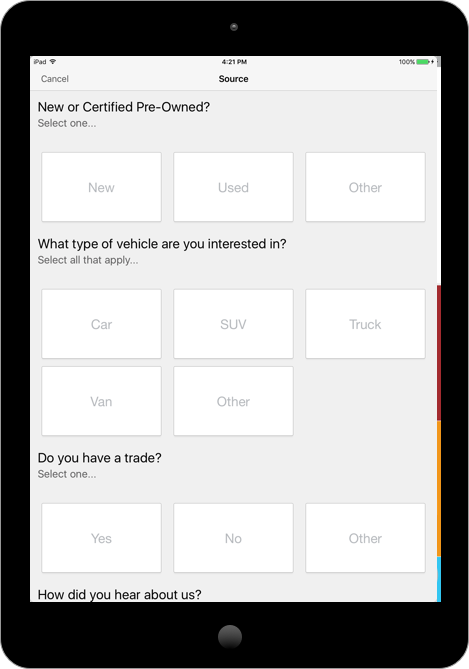 iPad 4:21 PM 100%
Cancel Source
New or Certified Pre-Owned?
Select one...
New Used Other
What type of vehicle are you interested in?
Select all that apply...
Car SUV Truck
Van Other
Do you have a trade?
Select one...
Yes No Other
How did you hear about us?